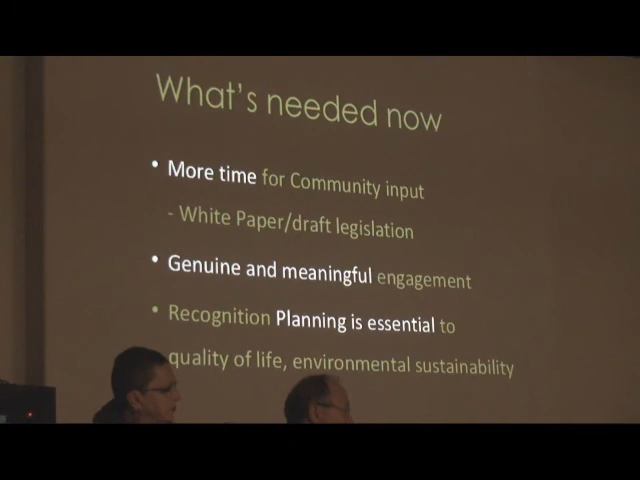 What's needed now
• More time for Community input
- White Paper/draft legislation
• Genuine and meaningful engagement
• Recognition Planning is essential to
quality of life, environmental sustainability